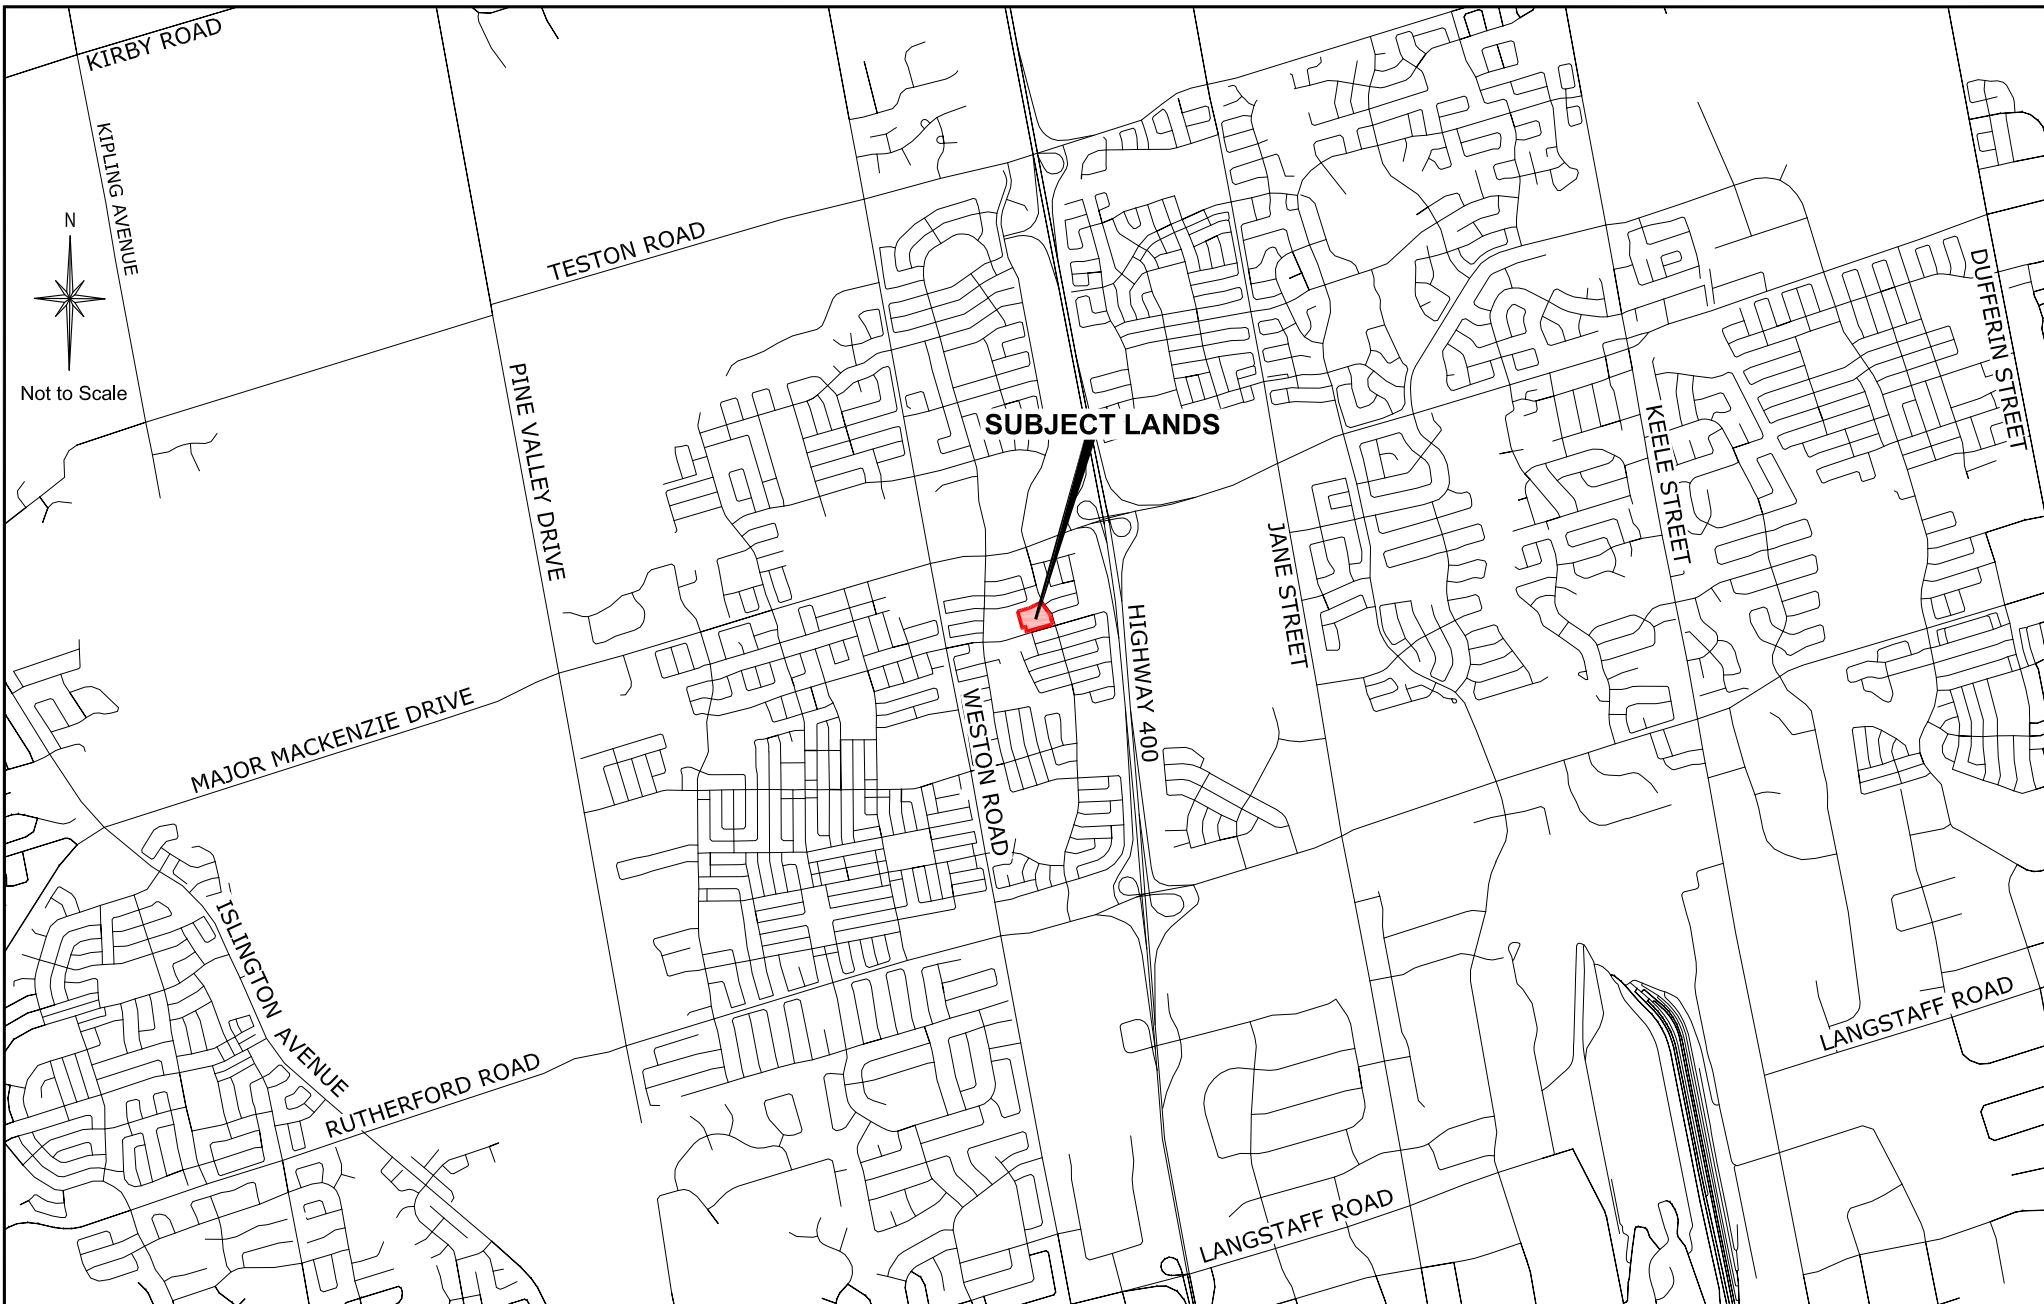 KIRBY ROAD
KIPLING AVENUE
N
TESTON ROAD
DUFFERIN STREET
Not to Scale
PINE VALLEY DRIVE
SUBJECT LANDS
KEELE STREET
JANE STREET
HIGHWAY 400
MAJOR MACKENZIE DRIVE
WESTON ROAD
ISLINGTON AVENUE
LANGSTAFF ROAD
RUTHERFORD ROAD
LANGSTAFF ROAD